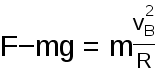 F−mg = m v_B^2/R